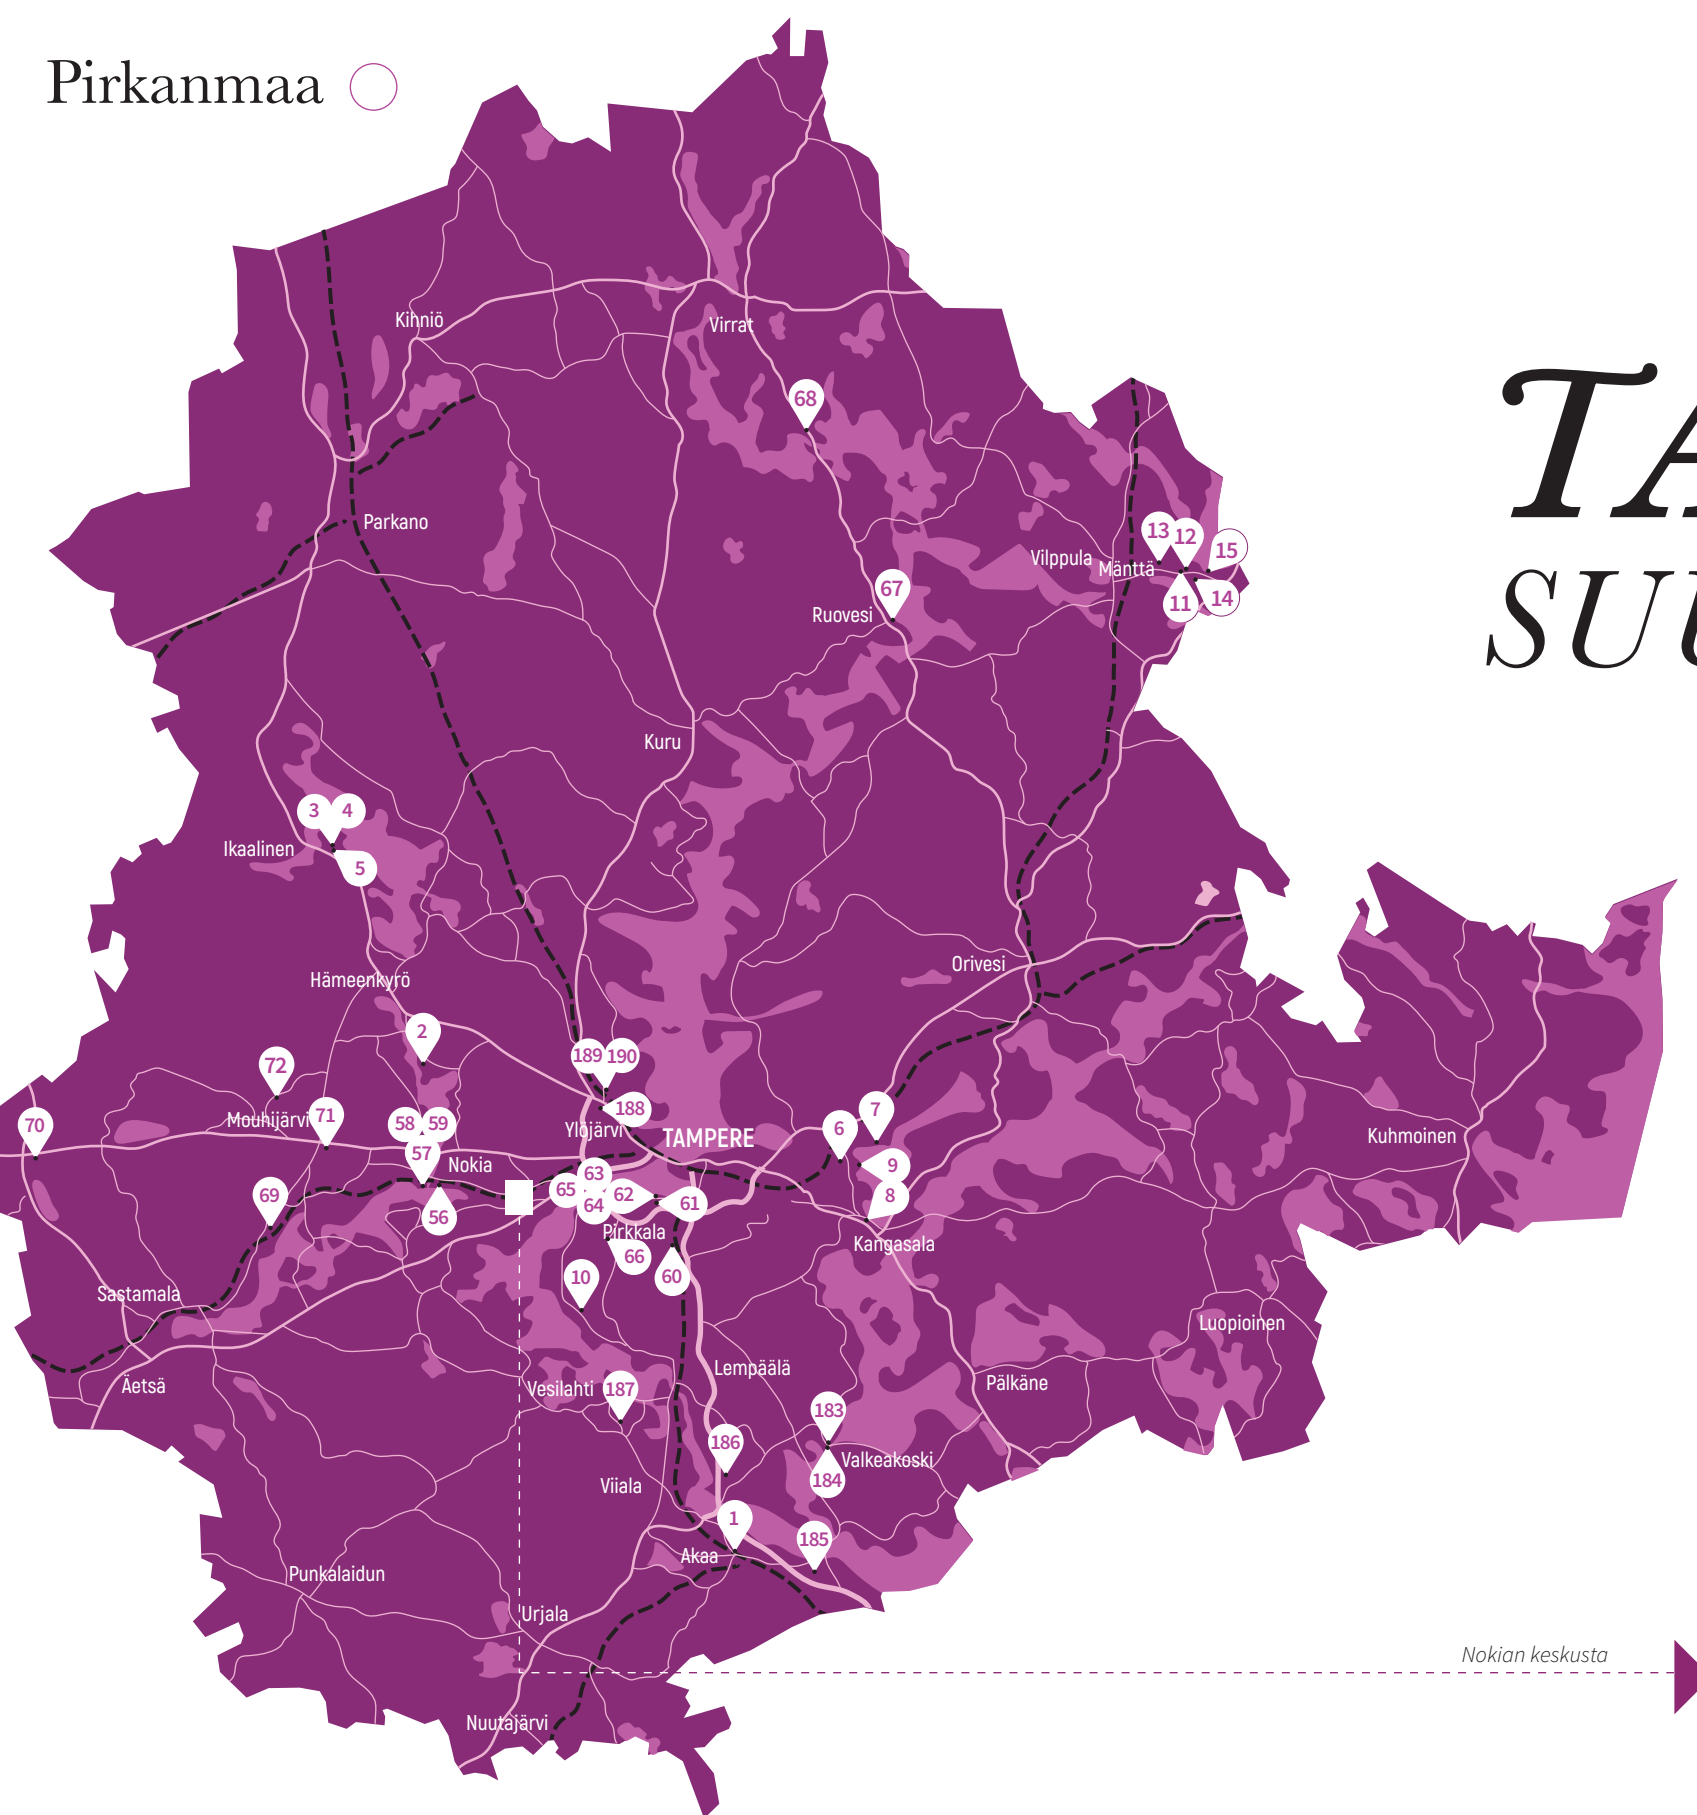 Pirkanmaa
Kihniö
Virrat
68
TA
Parkano
13
12
15
Vilppula
Mänttä
67
11
14
Ruovesi
SUU
Kuru
3
4
Ikaalinen
5
Orivesi
Hämeenkyrö
2
189
190
72
188
7
70
Mouhijärvi
71
58
59
Ylöjärvi
TAMPERE
6
Kuhmoinen
57
Nokia
63
9
69
65
62
64
61
8
56
Pirkkala
66
60
Kangasala
10
Sastamala
Luopioinen
Lempäälä
Äetsä
Vesilahti
187
Pälkäne
183
186
Valkeakoski
Viiala
184
1
185
Akaa
Punkalaidun
Urjala
Nokian keskusta
Nuutajärvi